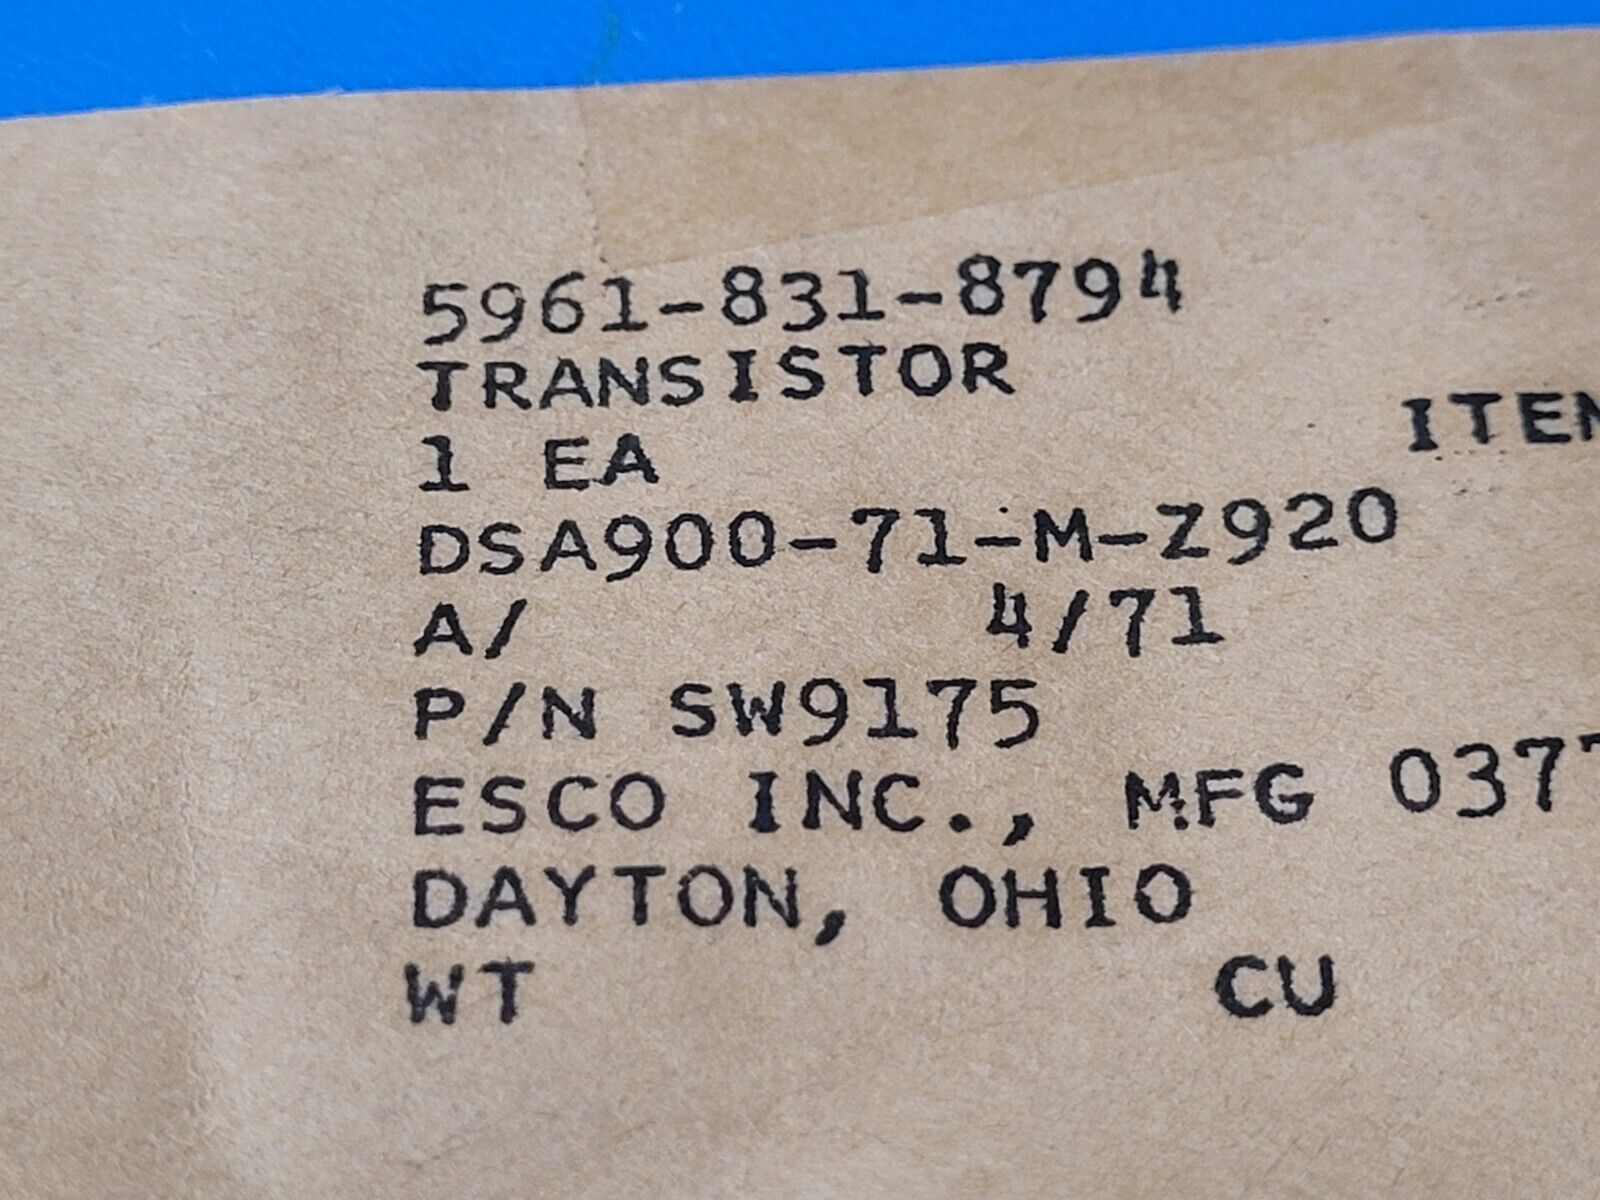 5961-831-8794
TRANSISTOR
1 EA
DSA900-71-M-Z920
A/ 4/71
P/N SW9175
ESCO INC., MFG
DAYTON, OHIO
WT CU